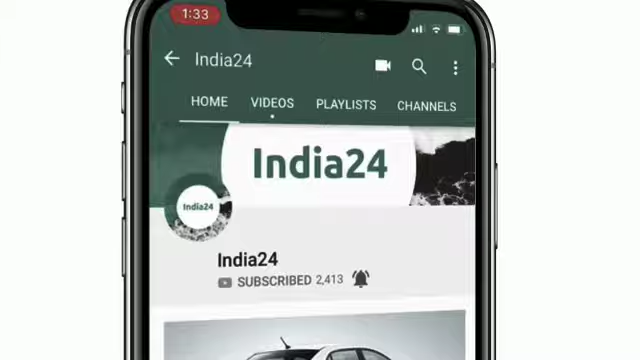 1:33
India24
HOME VIDEOS PLAYLISTS CHANNELS
India24
India24
India24
SUBSCRIBED 2,413